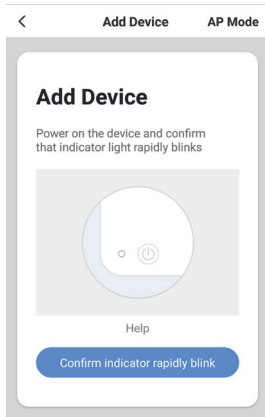 Add Device AP Mode
Add Device
Power on the device and confirm
that indicator light rapidly blinks
Help
Confirm indicator rapidly blink